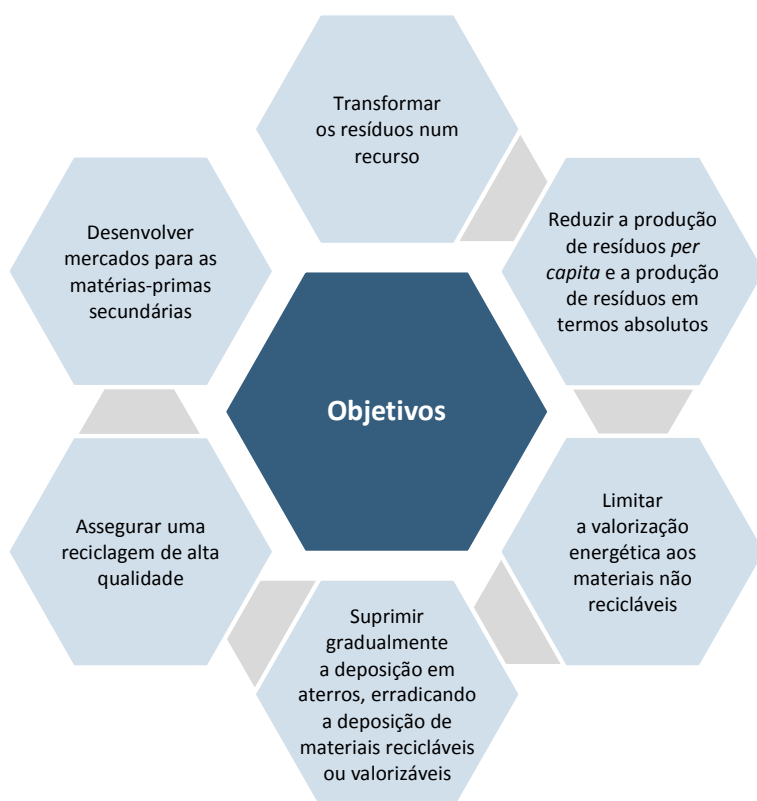 Transformar
os resíduos num
recurso
Reduzir a produção
de resíduos per
capita e a produção
de resíduos em
termos absolutos
Limitar
a valorização
energética aos
materiais não
recicláveis
Suprimir
gradualmente
a deposição em
aterros, erradicando
a deposição de
materiais recicláveis
ou valorizáveis
Assegurar uma
reciclagem de alta
qualidade
Desenvolver
mercados para as
matérias-primas
secundárias
Objetivos